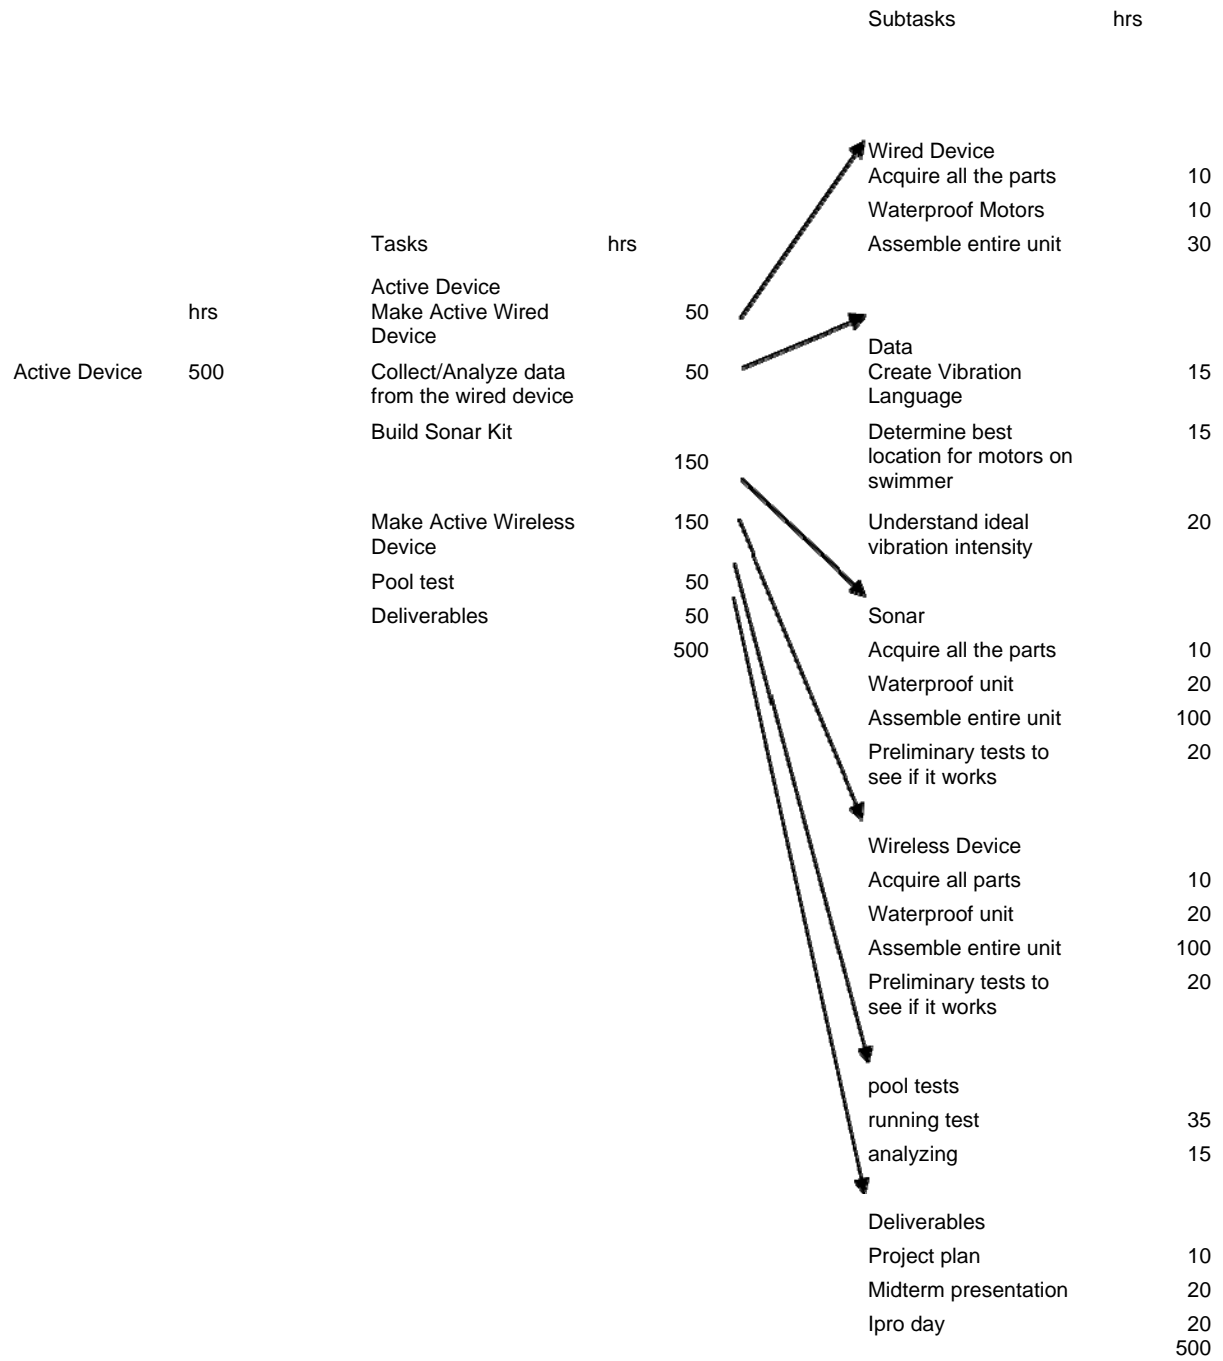 Subtasks hrs
Wired Device
Acquire all the parts 10
Waterproof Motors 10
Tasks hrs Assemble entire unit 30
Active Device
hrs Make Active Wired 50
Device
Data
Active Device 500 Collect/Analyze data 50 Create Vibration 15
from the wired device Language
Build Sonar Kit Determine best 15
location for motors on
150
swimmer
Make Active Wireless 150 Understand ideal 20
Device vibration intensity
Pool test 50
Deliverables 50 Sonar
500 Acquire all the parts 10
Waterproof unit 20
Assemble entire unit 100
Preliminary tests to 20
see if it works
Wireless Device
Acquire all parts 10
Waterproof unit 20
Assemble entire unit 100
Preliminary tests to 20
see if it works
pool tests
running test 35
analyzing 15
Deliverables
Project plan 10
Midterm presentation 20
Ipro day 20
500